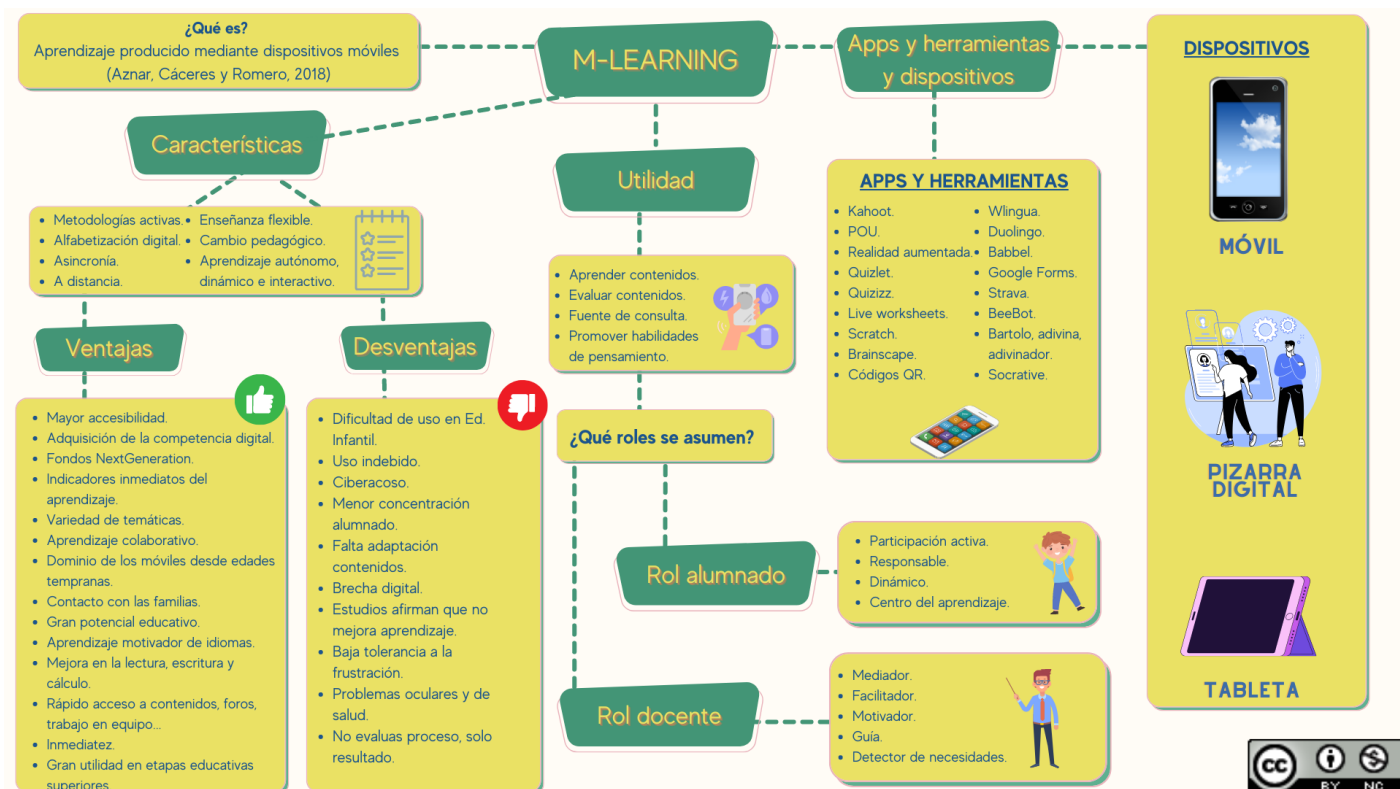 ¿Qué es?
Aprendizaje producido mediante dispositivos móviles
(Aznar, Cáceres y Romero, 2018)
M-LEARNING
Apps y herramientas
y dispositivos
Características
• Metodologías activas.
• Alfabetización digital.
• Asincronía.
• A distancia.
• Enseñanza flexible.
• Cambio pedagógico.
• Aprendizaje autónomo,
dinámico e interactivo.
Ventajas
• Mayor accesibilidad.
• Adquisición de la competencia digital.
• Fondos NextGeneration.
• Indicadores inmediatos del
aprendizaje.
• Variedad de temáticas.
• Aprendizaje colaborativo.
• Dominio de los móviles desde edades
tempranas.
• Contacto con las familias.
• Gran potencial educativo.
• Aprendizaje motivador de idiomas.
• Mejora en la lectura, escritura y
cálculo.
• Rápido acceso a contenidos, foros,
trabajo en equipo...
• Inmediatez.
• Gran utilidad en etapas educativas
superiores
Desventajas
• Dificultad de uso en Ed.
Infantil.
• Uso indebido.
• Ciberacoso.
• Menor concentración
alumnado.
• Falta adaptación
contenidos.
• Brecha digital.
• Estudios afirman que no
mejora aprendizaje.
• Baja tolerancia a la
frustración.
• Problemas oculares y de
salud.
• No evaluas proceso, solo
resultado.
Utilidad
• Aprender contenidos.
• Evaluar contenidos.
• Fuente de consulta.
• Promover habilidades
de pensamiento.
¿Qué roles se asumen?
Rol alumnado
• Participación activa.
• Responsable.
• Dinámico.
• Centro del aprendizaje.
Rol docente
• Mediador.
• Facilitador.
• Motivador.
• Guía.
• Detector de necesidades.
APPS Y HERRAMIENTAS
• Kahoot.
• POU.
• Realidad aumentada.
• Quizlet.
• Quizizz.
• Live worksheets.
• Scratch.
• Brainscape.
• Códigos QR.
• Wlingua.
• Duolingo.
• Babbel.
• Google Forms.
• Strava.
• BeeBot.
• Bartolo, adivina,
adivinador.
• Socrative.
DISPOSITIVOS
MÓVIL
PIZARRA
DIGITAL
TABLETA
cc
BY NC